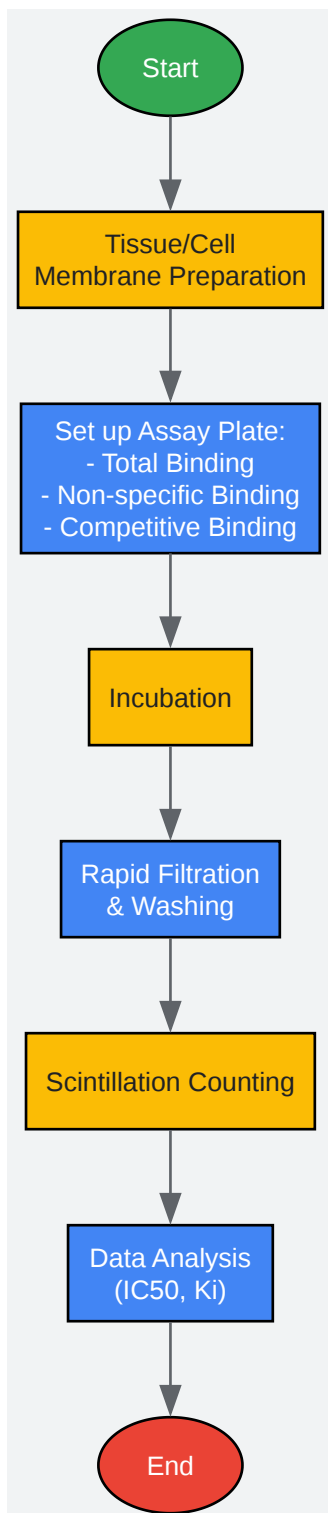 Start
Tissue/Cell
Membrane Preparation
Set up Assay Plate:
- Total Binding
- Non-specific Binding
- Competitive Binding
Incubation
Rapid Filtration
& Washing
Scintillation Counting
Data Analysis
(IC50, Ki)
End